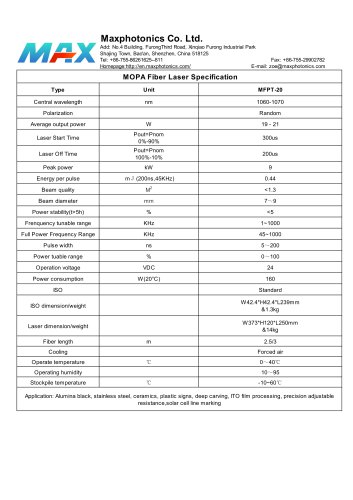 MAX
Maxphotonics Co. Ltd.
Add: No.4 Building, FurongThird Road, Xinqiao Furong Industrial Park
Shajing Town, Bao'an, Shenzhen, China 518125
Tel: +86-755-86261625--811 Fax: +86-755-29902782
Homepage:http://en.maxphotonics.com/ E-mail: zoe@maxphotonics.com
MOPA Fiber Laser Specification
Type Unit MFPT-20
Central wavelength nm 1060-1070
Polarization Random
Average output power W 19 - 21
Laser Start Time Pout=Pnom 0%-90% 300us
Laser Off Time Pout=Pnom 100%-10% 200us
Peak power kW 9
Energy per pulse mJ (200ns,45KHz) 0.44
Beam quality M² <1.3
Beam diameter mm 7～9
Power stability(t>5h) % <5
Frenquency tunable range KHz 1~1000
Full Power Frequency Range KHz 45~1000
Pulse width ns 5～200
Power tuable range % 0～100
Operation voltage VDC 24
Power consumption W(20°C) 160
ISO Standard
ISO dimension/weight W42.4*H42.4*L239mm &1.3kg
Laser dimension/weight W373*H120*L250mm &14kg
Fiber length m 2.5/3
Cooling Forced air
Operate temperature ℃ 0～40℃
Operating humidity 10～95
Stockpile temperature ℃ -10~60℃
Application: Alumina black, stainless steel, ceramics, plastic signs, deep carving, ITO film processing, precision adjustable
resistance,solar cell line marking